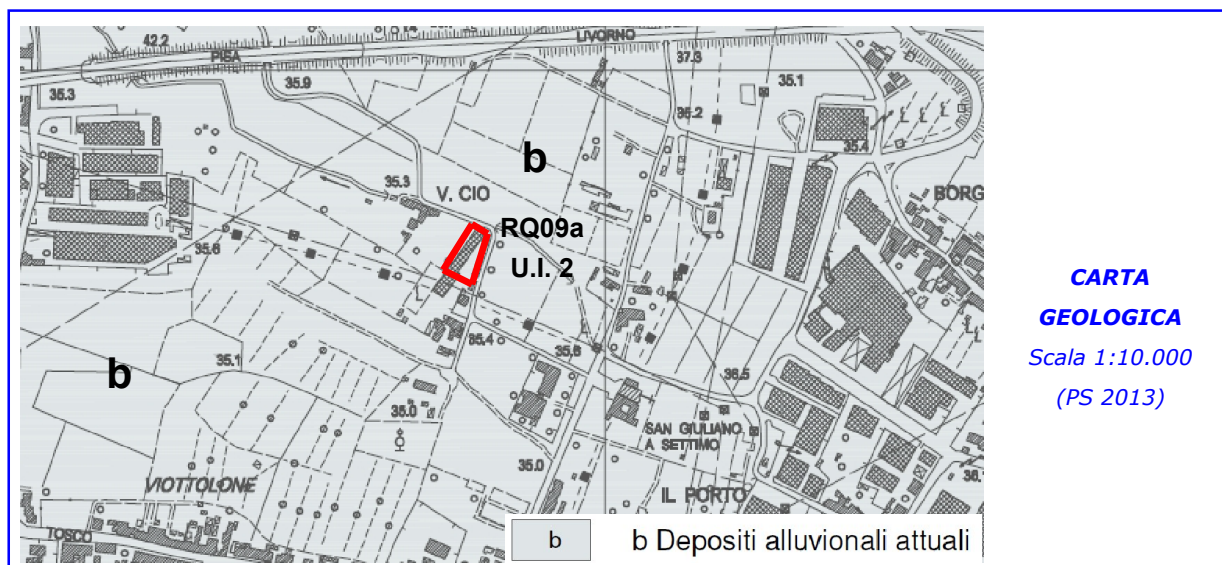 42.2
PISA
LIVORNO
37.3
35.3
35.9
35.1
35.2
35.4
b
35.3
V. CIO
BORG
RQ09a
U.I. 2
35.6
35.4
35.6
35.1
b
36.5
35.0
SAN GIULIANO
A SETTIMO
35.0
VIOTTOLONE
IL PORTO
36.
TOSCO
b
b Depositi alluvionali attuali
CARTA
GEOLOGICA
Scala 1:10.000
(PS 2013)